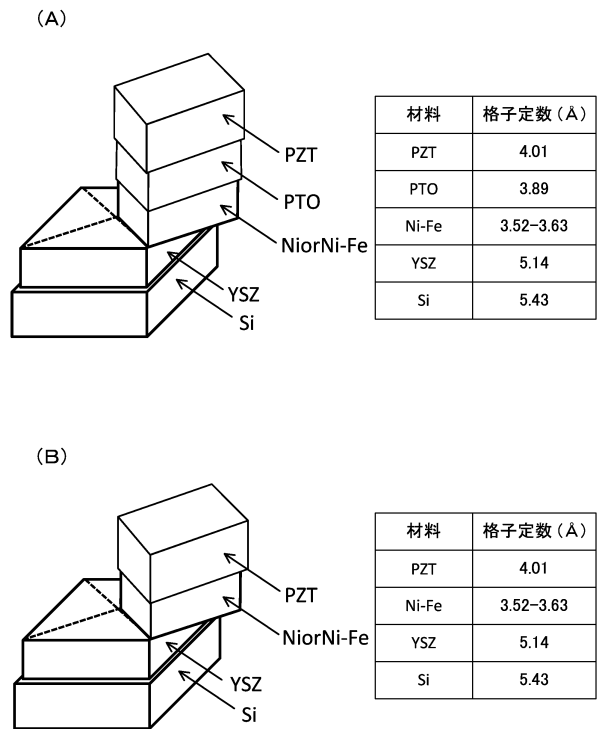 (A)
PZT
PTO
NiorNi-Fe
YSZ
Si
材料 格子定数(Å)
PZT 4.01
PTO 3.89
Ni-Fe 3.52-3.63
YSZ 5.14
Si 5.43
(B)
PZT
NiorNi-Fe
YSZ
Si
材料 格子定数(Å)
PZT 4.01
Ni-Fe 3.52-3.63
YSZ 5.14
Si 5.43